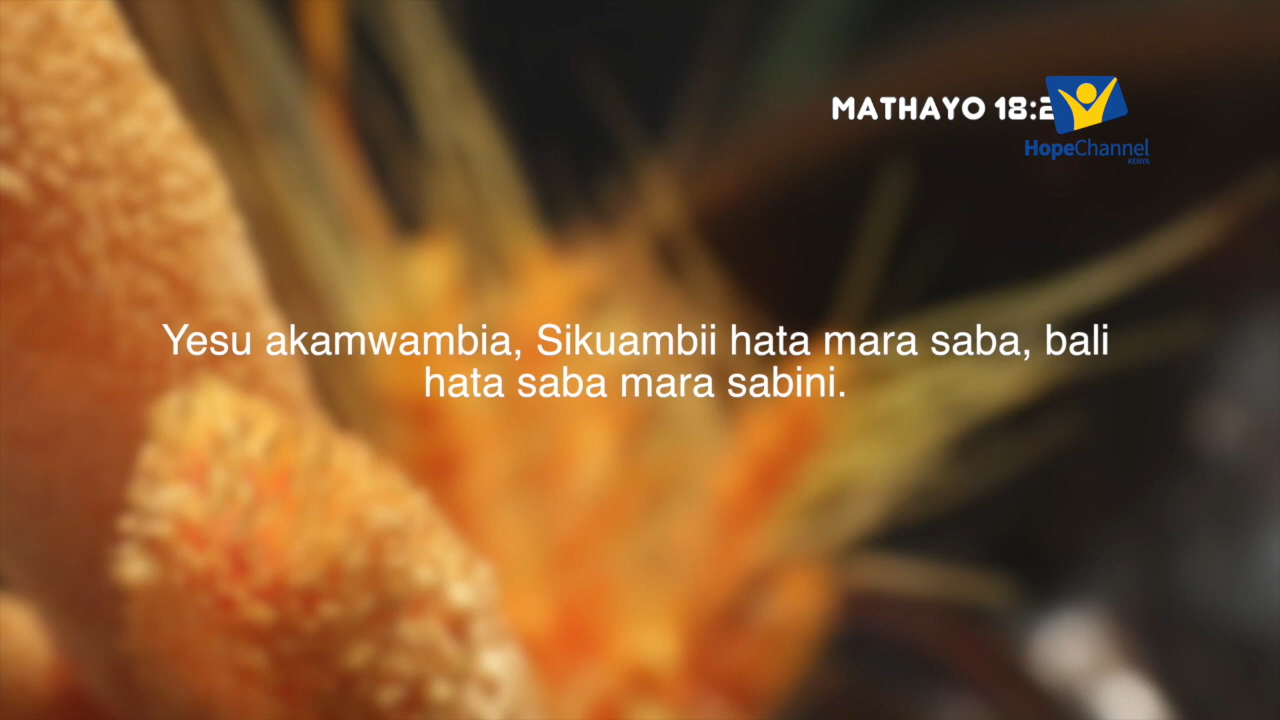 MATHAYO 18:2
HopeChannel
KENYA
Yesu akamwambia, Sikuambii hata mara saba, bali
hata saba mara sabini.